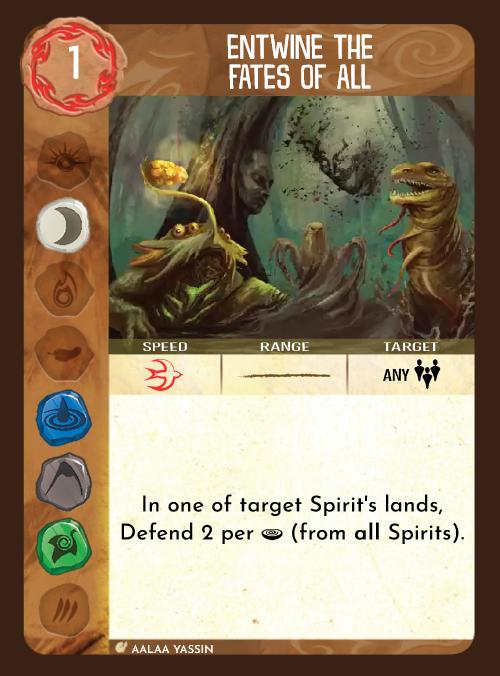 1
ENTWINE THE
FATES OF ALL
SPEED RANGE TARGET
ANY
In one of target Spirit's lands,
Defend 2 per (from all Spirits).
AALAA YASSIN